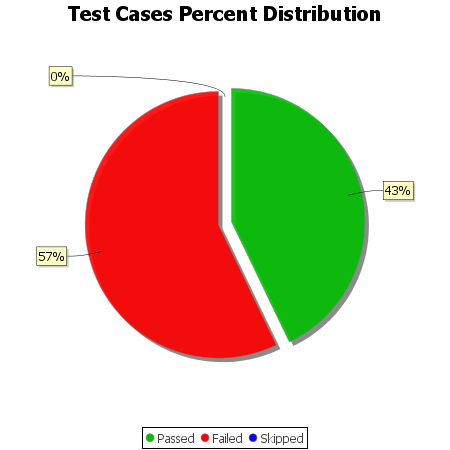 Test Cases Percent Distribution
0%
43%
57%
Passed Failed Skipped